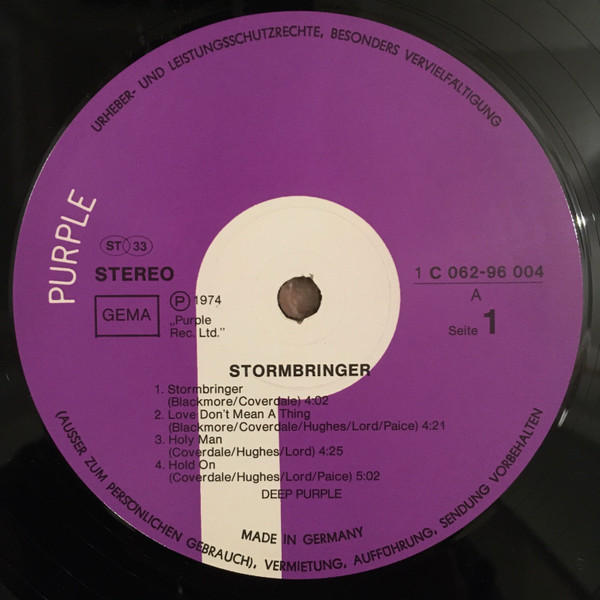 URHEBER- UND LEISTUNGSSCHUTZRECHTE, BESONDERS VERVIELFÄLTIGUNG
PURPLE
ST 33
STEREO
GEMA
Ⓟ 1974
„Purple
Rec. Ltd.”
1 C 062-96 004
A
Seite 1
STORMBRINGER
1. Stormbringer
(Blackmore/Coverdale) 4:02
2. Love Don't Mean A Thing
(Blackmore/Coverdale/Hughes/Lord/Paice) 4:21
3. Holy Man
(Coverdale/Hughes/Lord) 4:25
4. Hold On
(Coverdale/Hughes/Lord/Paice) 5:02
DEEP PURPLE
MADE IN GERMANY
(AUSSER ZUM PERSÖNLICHEN GEBRAUCH), VERMIETUNG, AUFFÜHRUNG, SENDUNG VORBEHALTEN